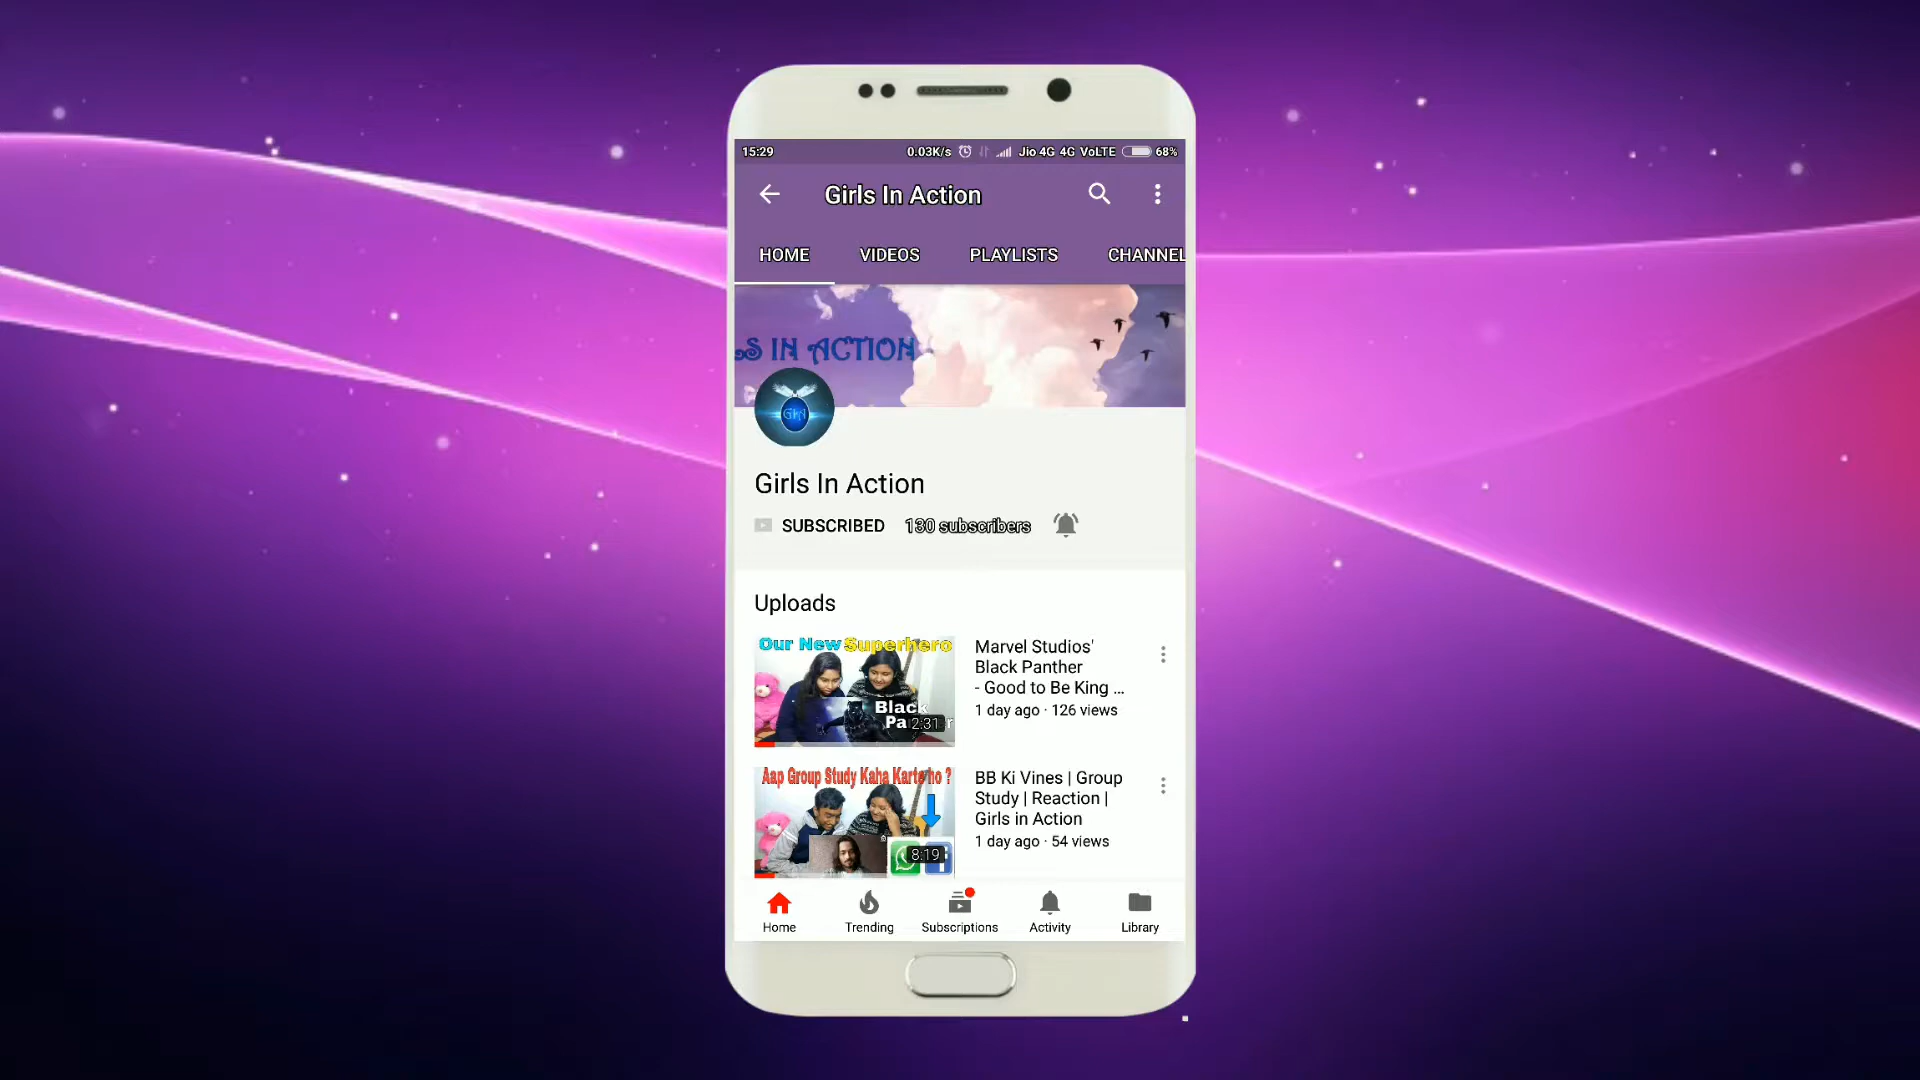 15:29 0.03K/s Jio 4G 4G VoLTE 68%
Girls In Action
HOME VIDEOS PLAYLISTS CHANNEL
LS IN ACTION
GIA
Girls In Action
SUBSCRIBED 130 subscribers
Uploads
Our New Superhero
Black
2:31
Marvel Studios'
Black Panther
- Good to Be King ...
1 day ago · 126 views
Aap Group Study Kaha Karte ho ?
8:19
BB Ki Vines | Group
Study | Reaction |
Girls in Action
1 day ago · 54 views
Home Trending Subscriptions Activity Library